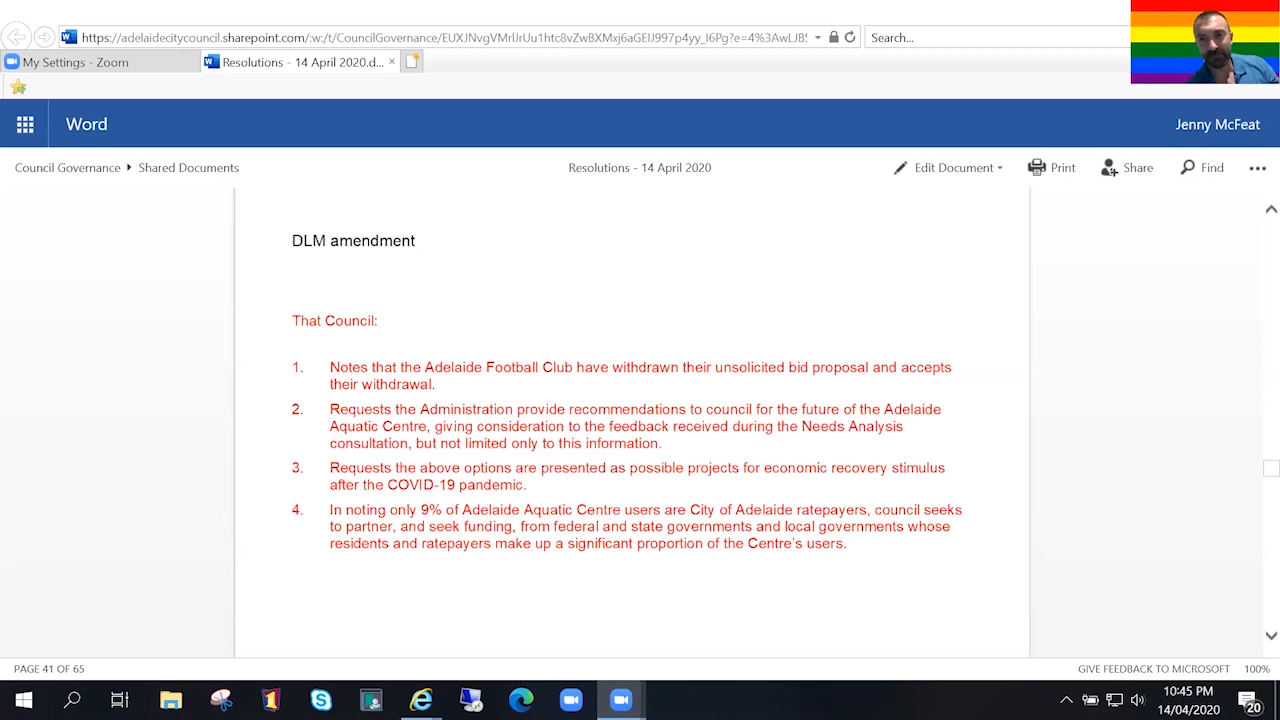 https://adelaidecitycouncil.sharepoint.com/:w:/t/CouncilGovernance/EUXJNvgVMrlJrUu1htc8vZwBXMxj6aGEIJ997p4yy_I6Pg?e=4%3AwLJB!
Search...
My Settings - Zoom
Resolutions - 14 April 2020.d...
Word
Jenny McFeat
Council Governance
Shared Documents
Resolutions - 14 April 2020
Edit Document
Print
Share
Find
DLM amendment
That Council:
1. Notes that the Adelaide Football Club have withdrawn their unsolicited bid proposal and accepts
their withdrawal.
2. Requests the Administration provide recommendations to council for the future of the Adelaide
Aquatic Centre, giving consideration to the feedback received during the Needs Analysis
consultation, but not limited only to this information.
3. Requests the above options are presented as possible projects for economic recovery stimulus
after the COVID-19 pandemic.
4. In noting only 9% of Adelaide Aquatic Centre users are City of Adelaide ratepayers, council seeks
to partner, and seek funding, from federal and state governments and local governments whose
residents and ratepayers make up a significant proportion of the Centre's users.
PAGE 41 OF 65
GIVE FEEDBACK TO MICROSOFT
100%
10:45 PM
14/04/2020
20